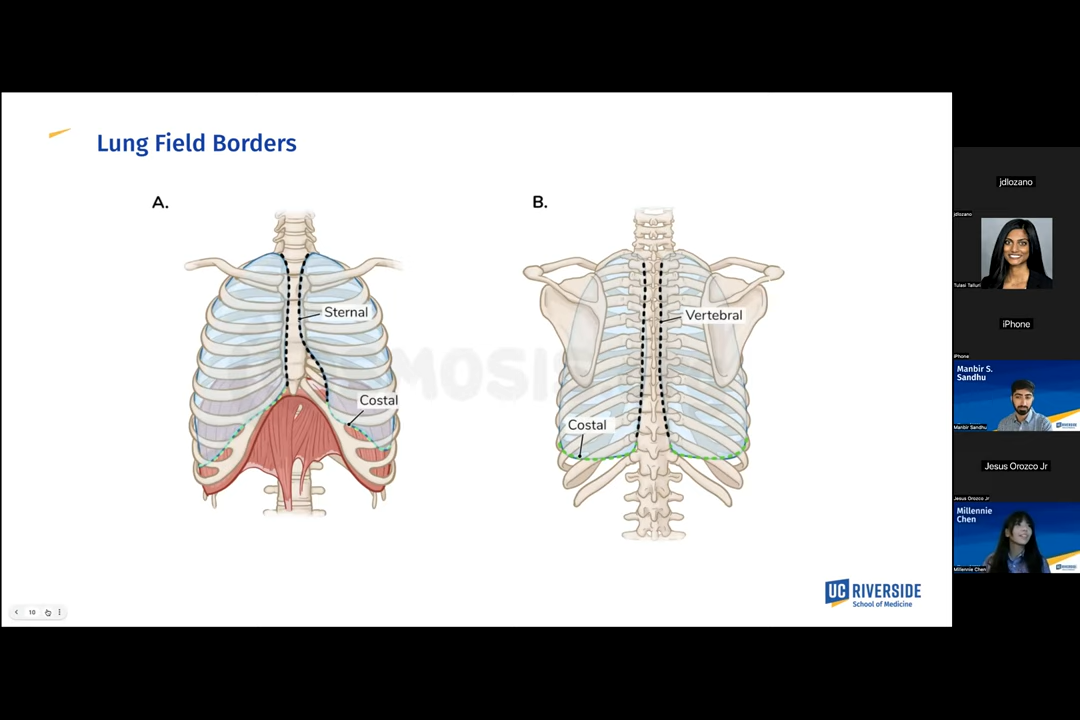 Lung Field Borders
A.
B.
Sternal
Costal
Vertebral
Costal
UC RIVERSIDE
School of Medicine
10
jdlozano
jdlozano
Tulasi Talluri
iPhone
iPhone
Manbir S.
Sandhu
Manbir Sandhu
Jesus Orozco Jr
Jesus Orozco Jr
Millennie
Chen
Millennie Chen